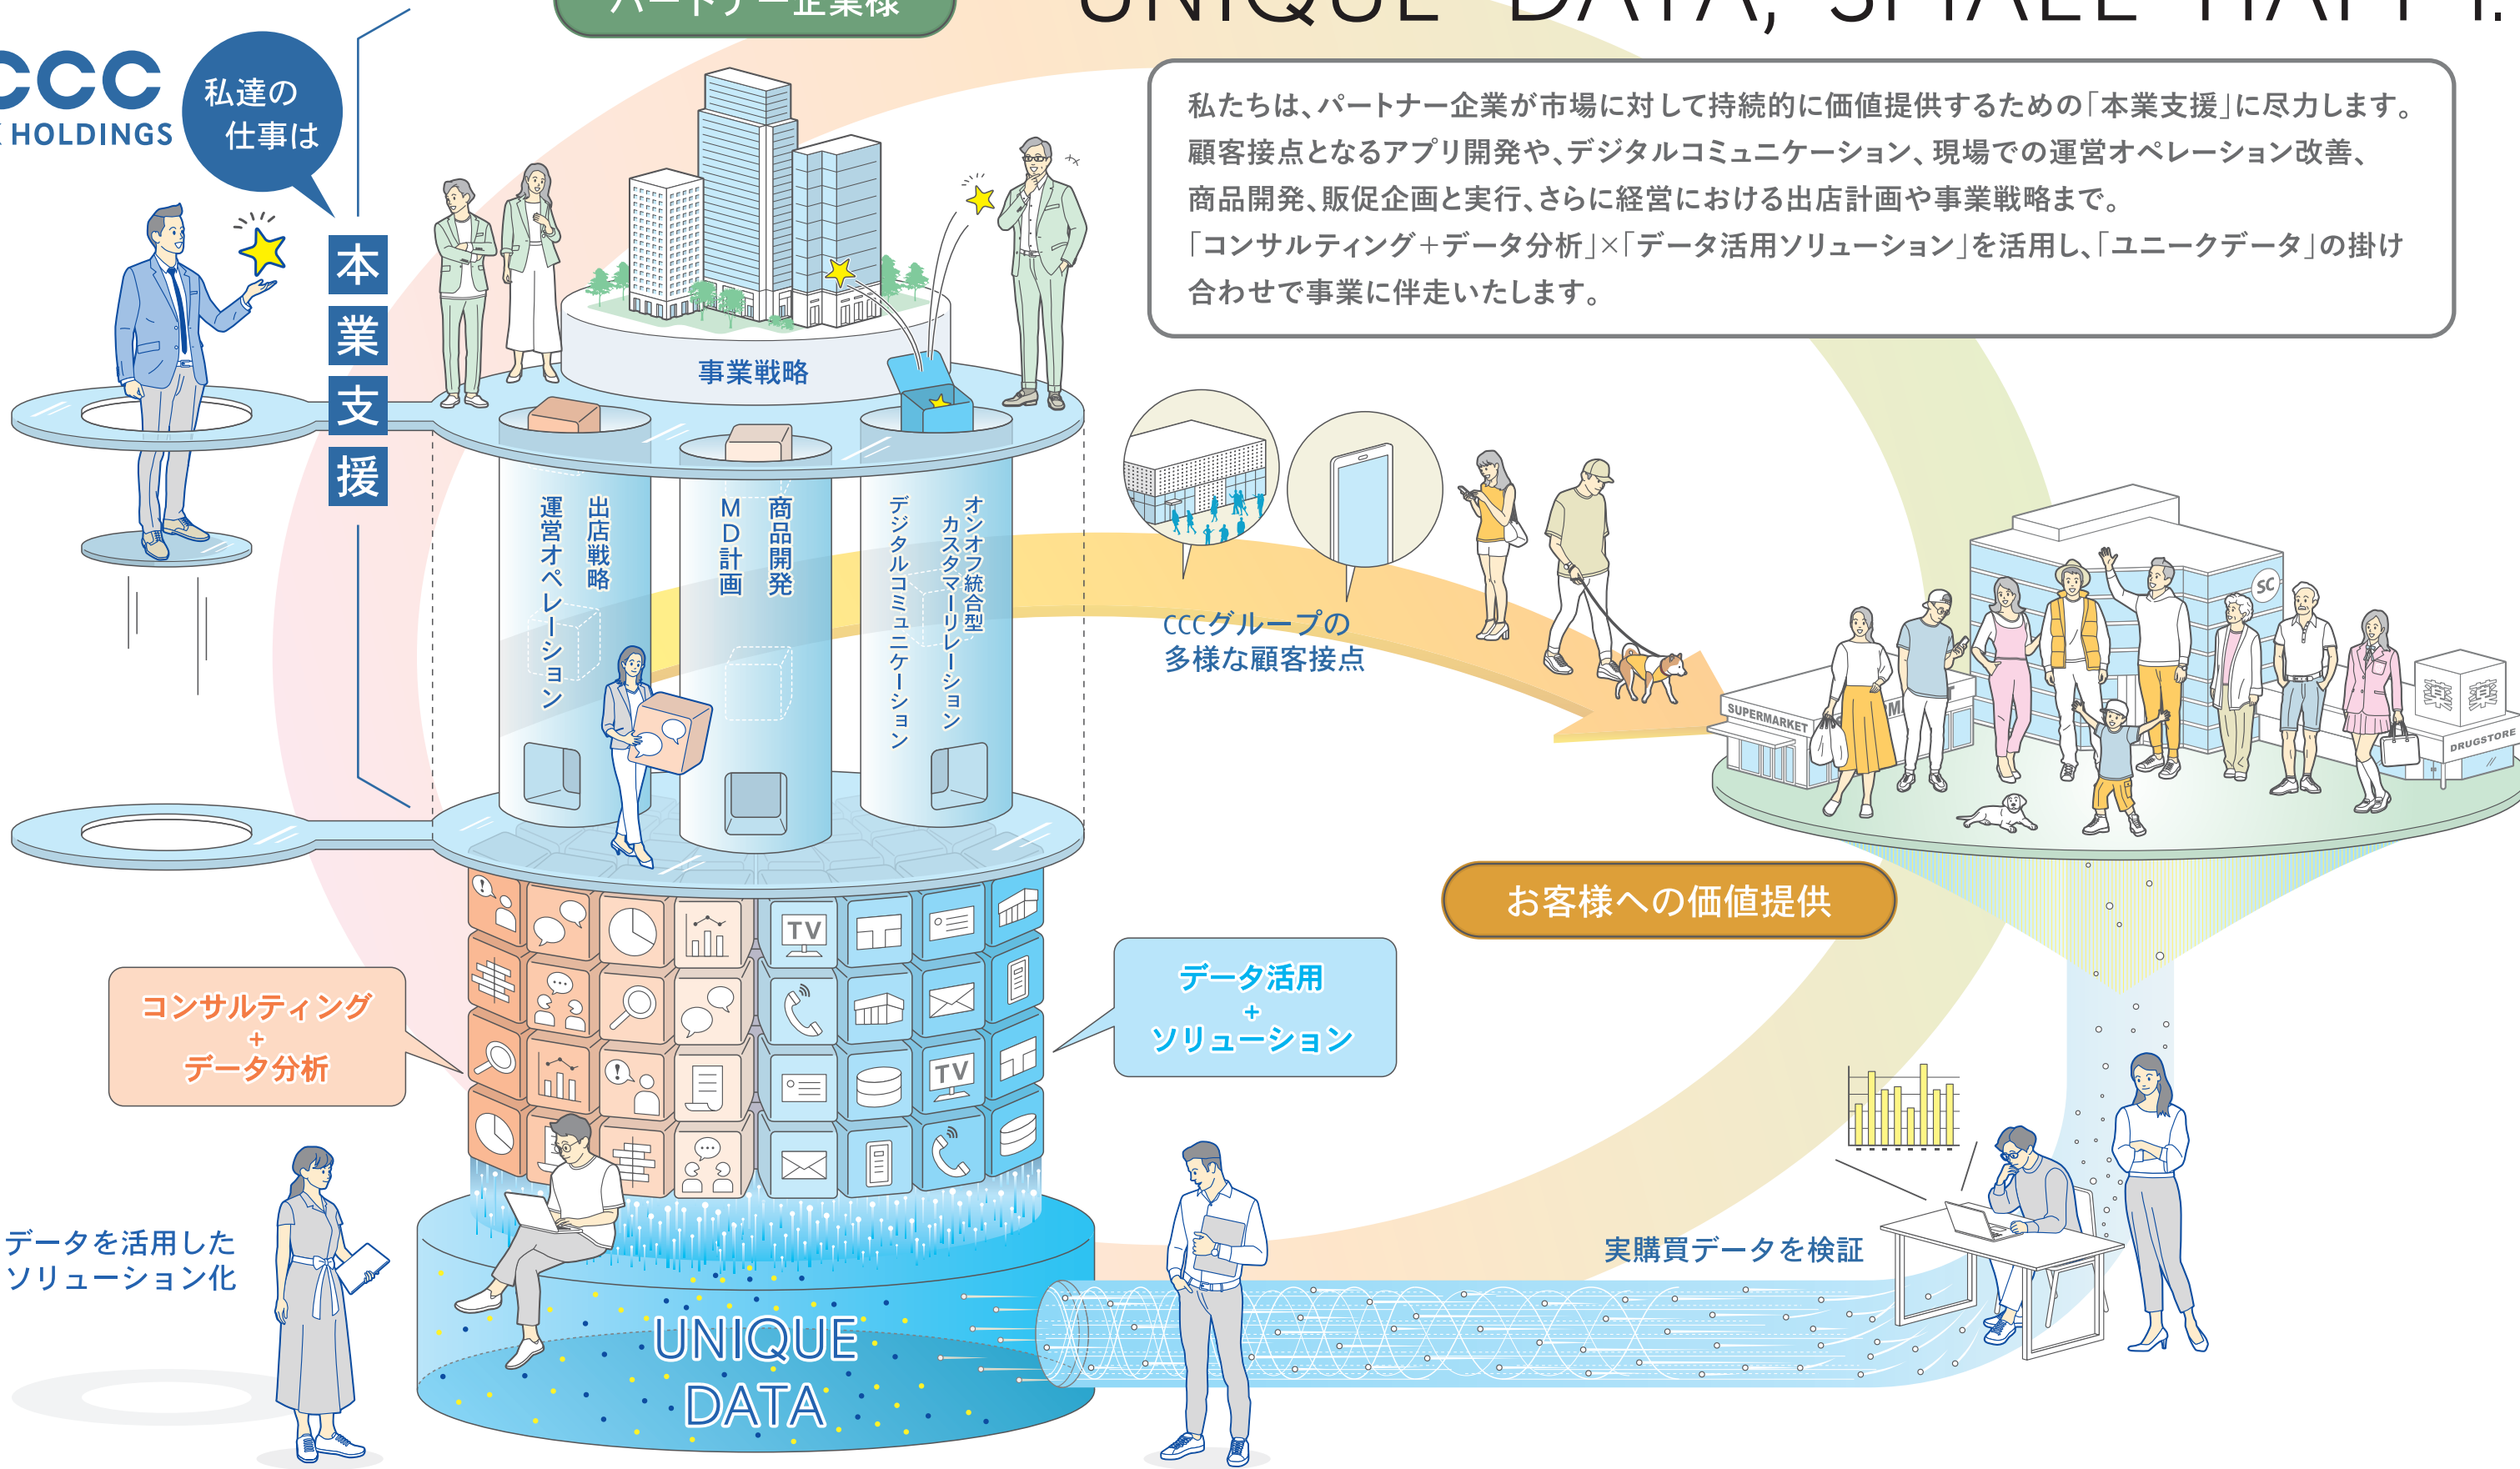 パートナー企業様
UNIQUE DATA, SMALL HAPPY.
CCC
HOLDINGS
私達の
仕事は
本業支援
私たちは、パートナー企業が市場に対して持続的に価値提供するための「本業支援」に尽力します。
顧客接点となるアプリ開発や、デジタルコミュニケーション、現場での運営オペレーション改善、
商品開発、販促企画と実行、さらに経営における出店計画や事業戦略まで。
「コンサルティング＋データ分析」×「データ活用ソリューション」を活用し、「ユニークデータ」の掛け
合わせで事業に伴走いたします。
事業戦略
出店戦略
運営オペレーション
商品開発
MD計画
オンオフ統合型
カスタマーリレーション
デジタルコミュニケーション
CCCグループの
多様な顧客接点
SC
SUPERMARKET
薬 薬
DRUGSTORE
お客様への価値提供
コンサルティング
+
データ分析
データ活用
+
ソリューション
TV
TV
データを活用した
ソリューション化
実購買データを検証
UNIQUE
DATA